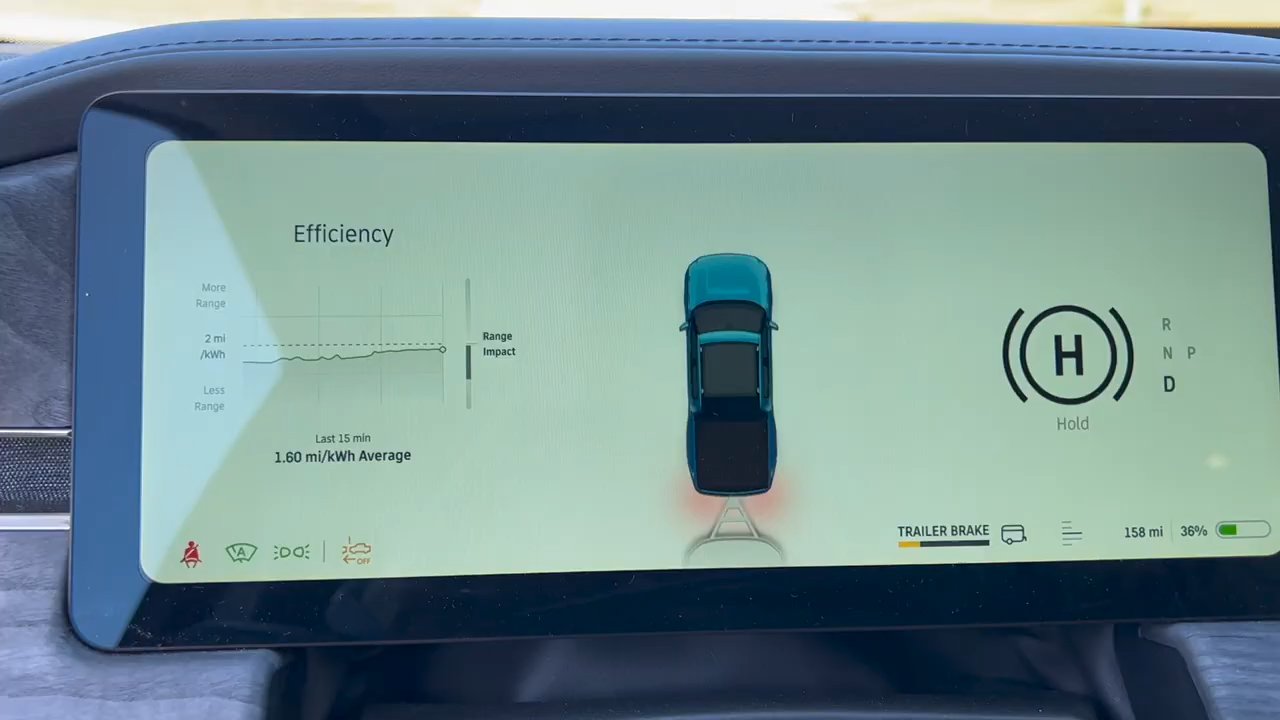 Efficiency
More
Range
2 mi
/kWh
Less
Range
Range
Impact
Last 15 min
1.60 mi/kWh Average
H
Hold
R
N P
D
A
OFF
TRAILER BRAKE
158 mi
36%